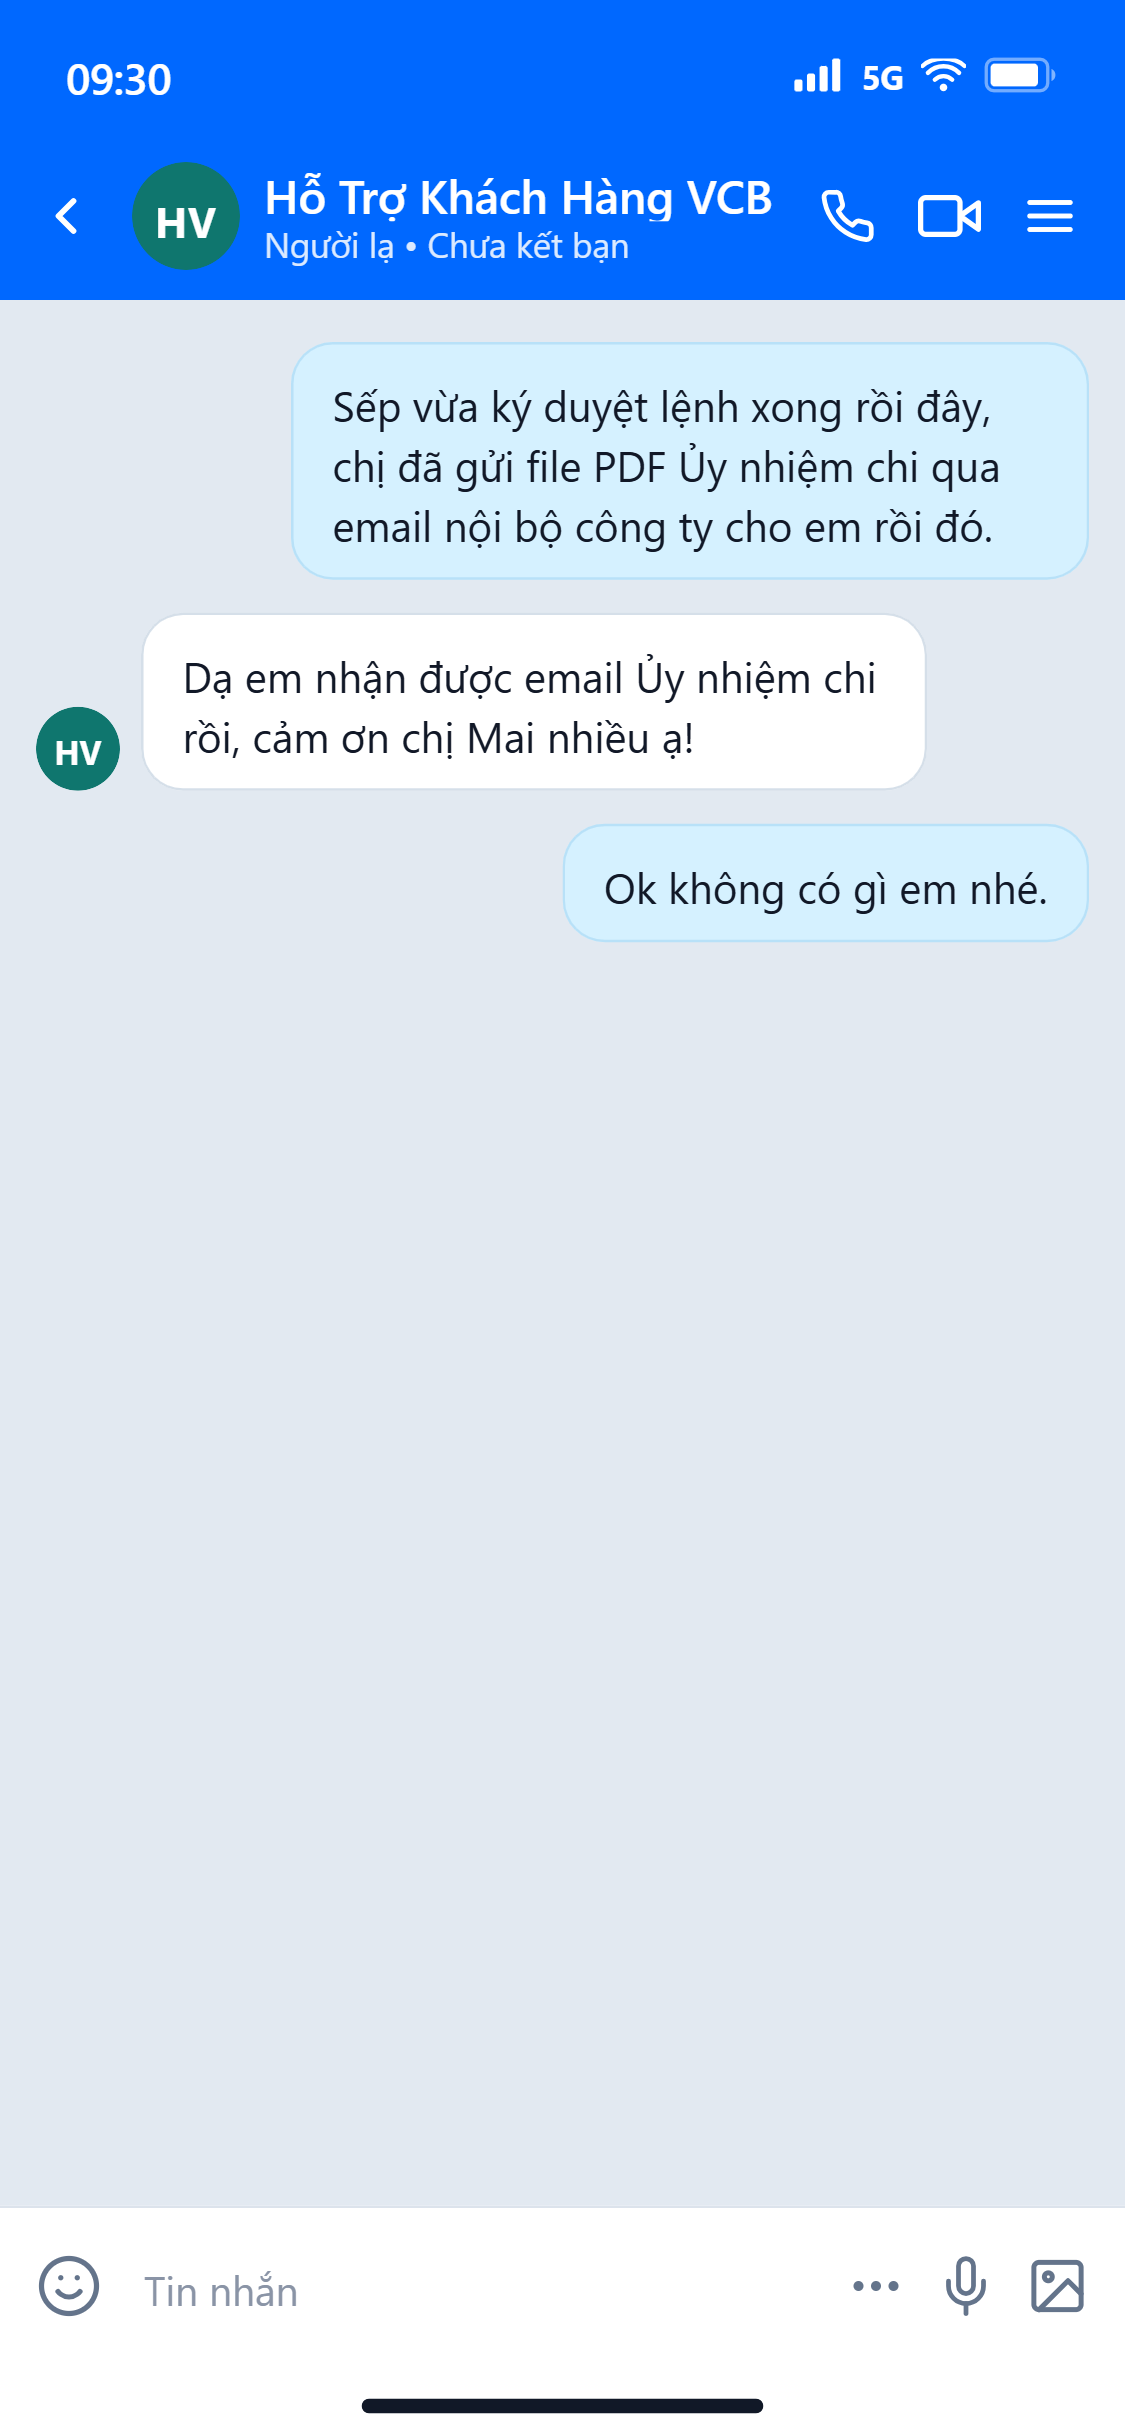 09:30
5G
HV
Hỗ Trợ Khách Hàng VCB
Người lạ • Chưa kết bạn
Sếp vừa ký duyệt lệnh xong rồi đây,
chị đã gửi file PDF Ủy nhiệm chi qua
email nội bộ công ty cho em rồi đó.
Dạ em nhận được email Ủy nhiệm chi
rồi, cảm ơn chị Mai nhiều ạ!
HV
Ok không có gì em nhé.
Tin nhắn